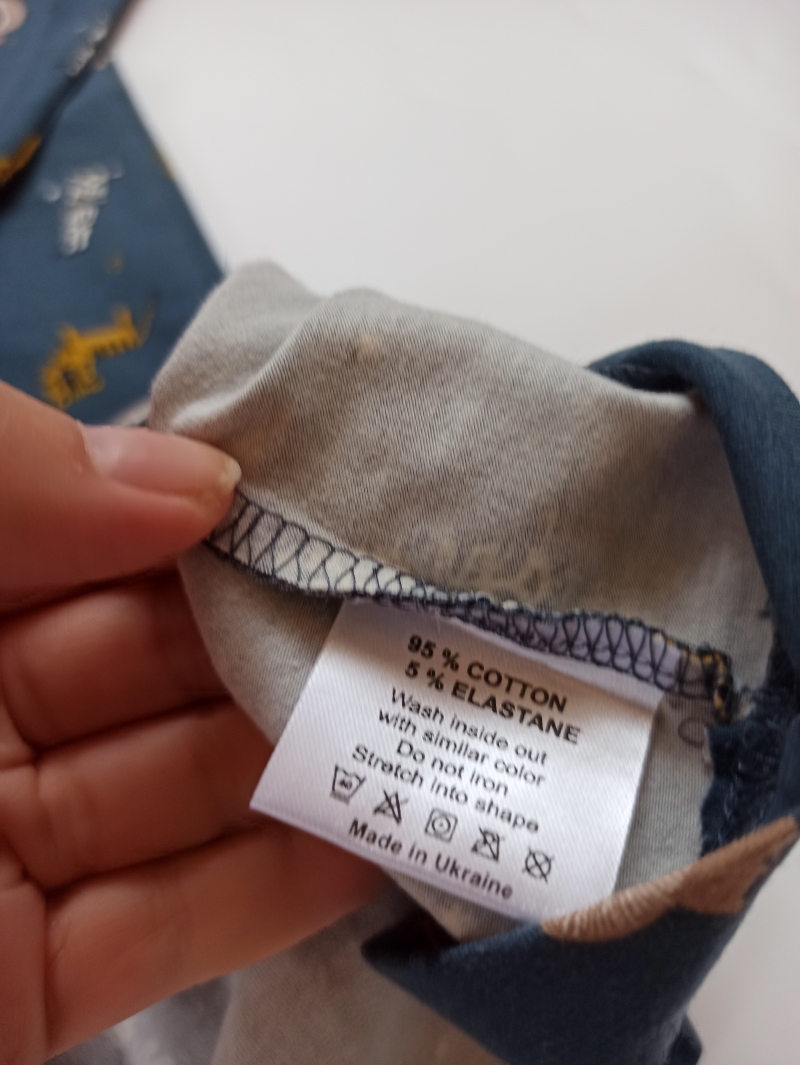 95 % COTTON
5 % ELASTANE
Wash inside out
with similar color
Do not iron
Stretch into shape
40
Made in Ukraine